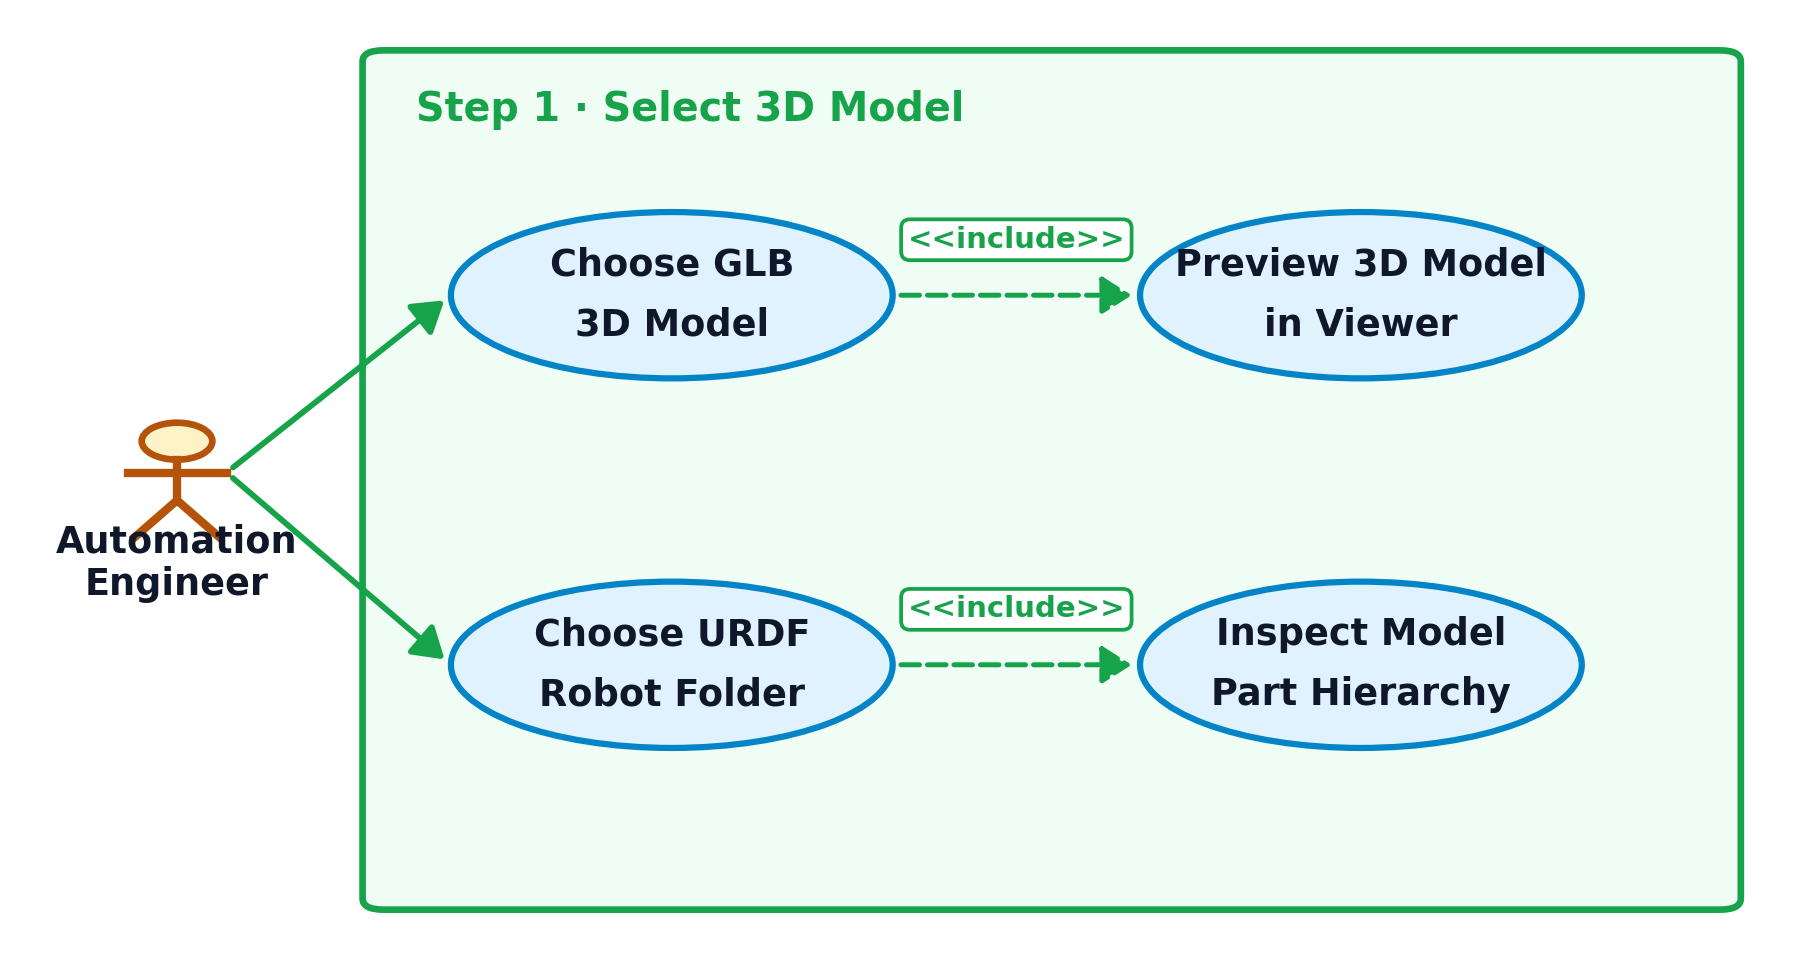 Step 1 · Select 3D Model
Choose GLB
3D Model
<<include>>
Preview 3D Model
in Viewer
Automation
Engineer
Choose URDF
Robot Folder
<<include>>
Inspect Model
Part Hierarchy